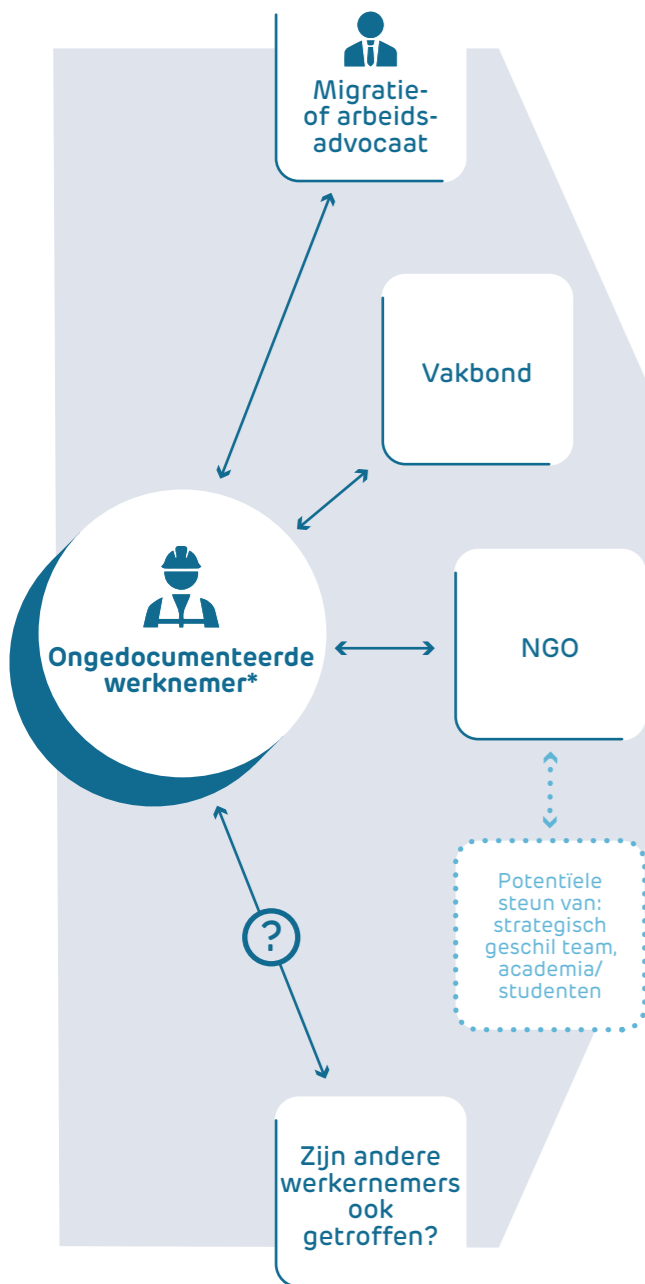 Migratie-
of arbeids-
advocaat
Vakbond
Ongedocumenteerde
werknemer*
NGO
Potentïele
steun van:
strategisch
geschil team,
academia/
studenten
?
Zijn andere
werkernemers
ook
getroffen?